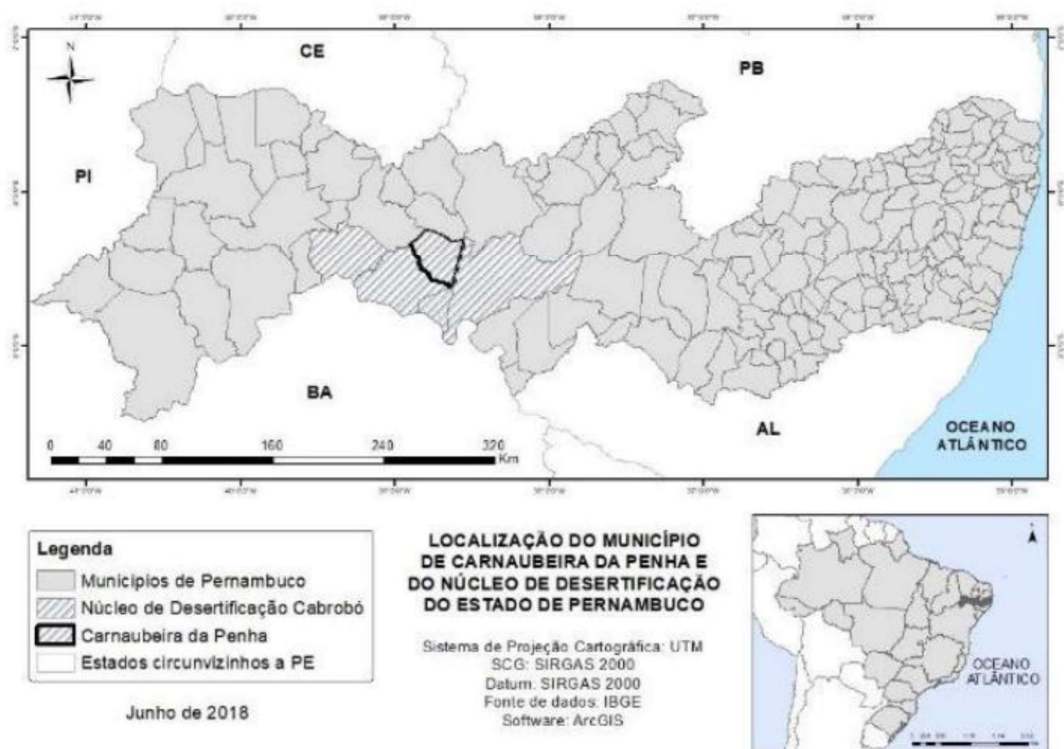 N
CE
PB
PI
BA
AL
OCEANO
ATLÂNTICO
0 20 40 80 160 240 320
Km
Legenda
Municípios de Pernambuco
Núcleo de Desertificação Cabrobó
Carnaubeira da Penha
Estados circunvizinhos a PE
Junho de 2018
LOCALIZAÇÃO DO MUNICÍPIO
DE CARNAUBEIRA DA PENHA E
DO NÚCLEO DE DESERTIFICAÇÃO
DO ESTADO DE PERNAMBUCO
Sistema de Projeção Cartográfica: UTM
SCG: SIRGAS 2000
Datum: SIRGAS 2000
Fonte de dados: IBGE
Software: ArcGIS
OCEANO
ATLÂNTICO